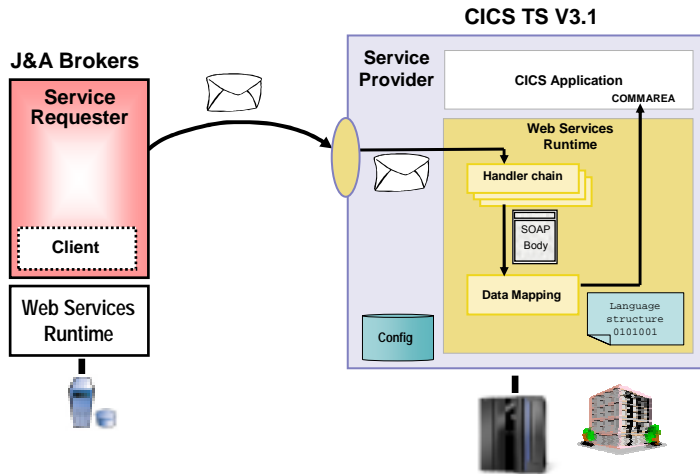 CICS TS V3.1
J&A Brokers
Service
Requester
Client
Web Services
Runtime
Service
Provider
CICS Application
COMMAREA
Web Services
Runtime
Handler chain
SOAP
Body
Data Mapping
Language
structure
0101001
Config